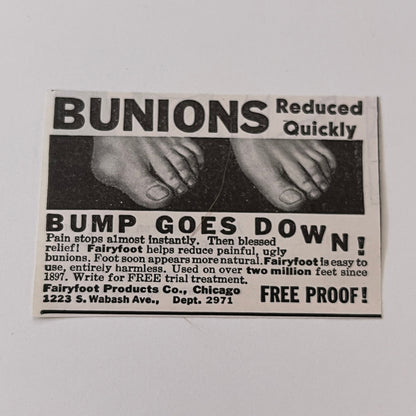 BUNIONS Reduced Quickly
BUMP GOES DOWN!
Pain stops almost instantly. Then blessed
relief! Fairyfoot helps reduce painful, ugly
bunions. Foot soon appears more natural. Fairyfoot is easy to
use, entirely harmless. Used on over two million feet since
1897. Write for FREE trial treatment.
Fairyfoot Products Co., Chicago
1223 S. Wabash Ave., Dept. 2971
FREE PROOF!